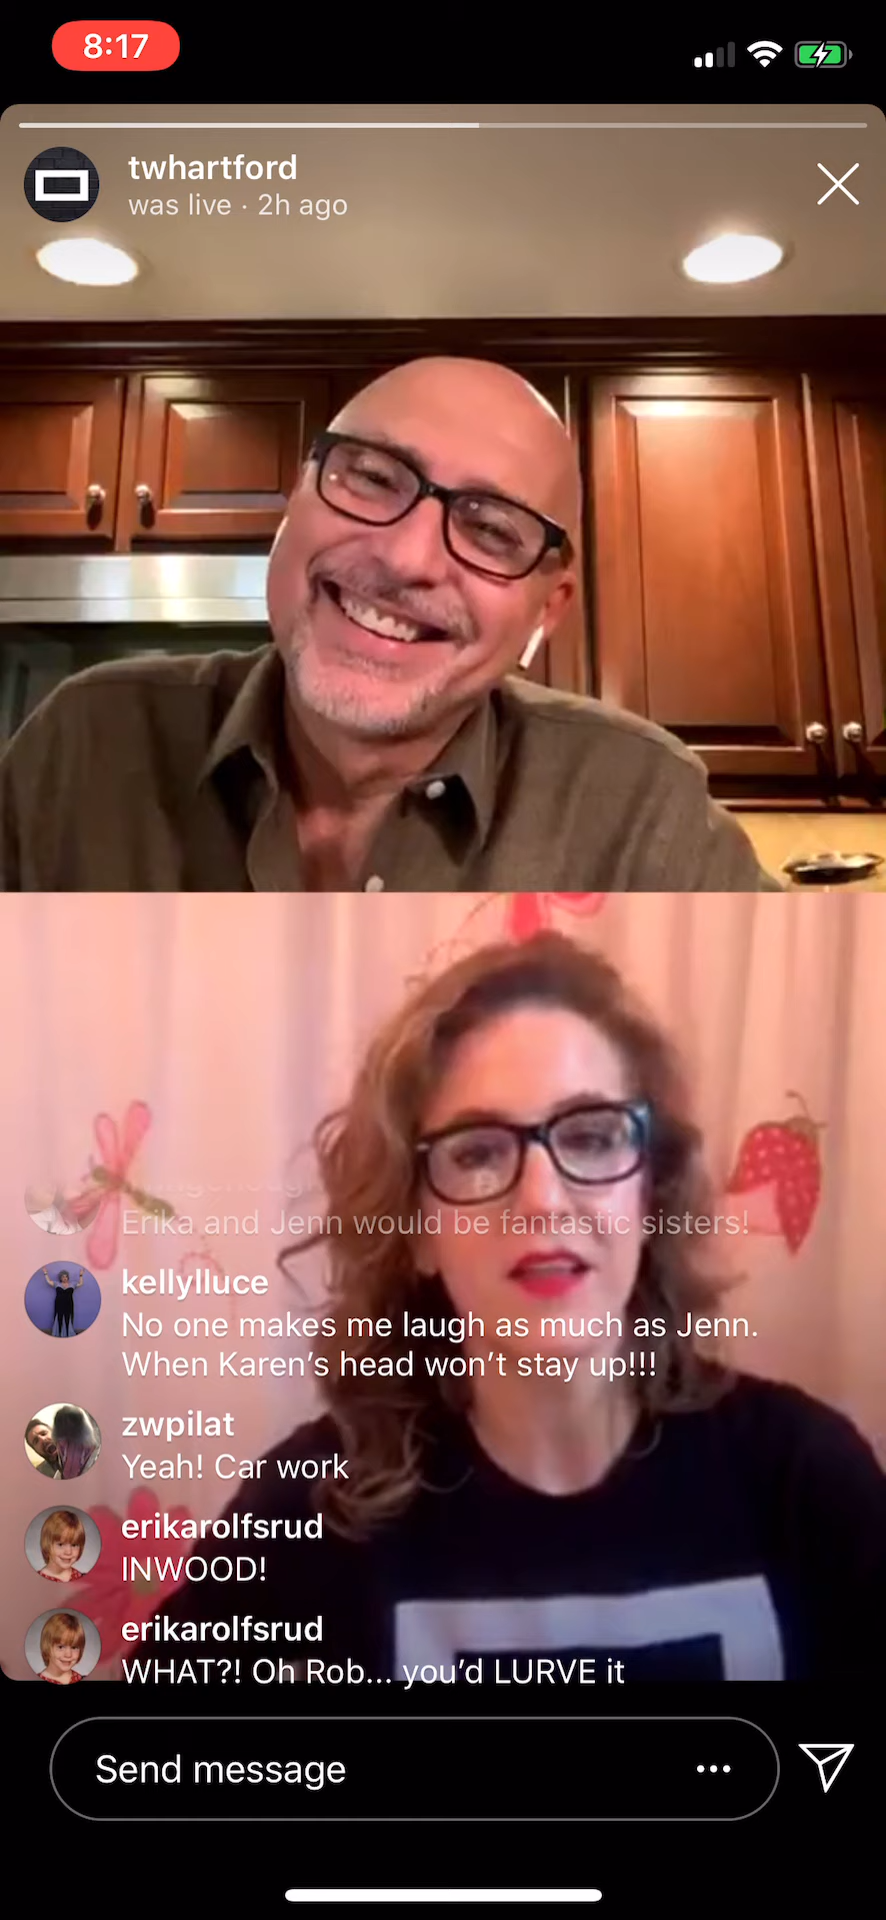 8:17
twhartford
was live · 2h ago
Erika and Jenn would be fantastic sisters!
kellylluce
No one makes me laugh as much as Jenn.
When Karen's head won't stay up!!!
zwpilat
Yeah! Car work
erikarolfsrud
INWOOD!
erikarolfsrud
WHAT?! Oh Rob... you'd LURVE it
Send message